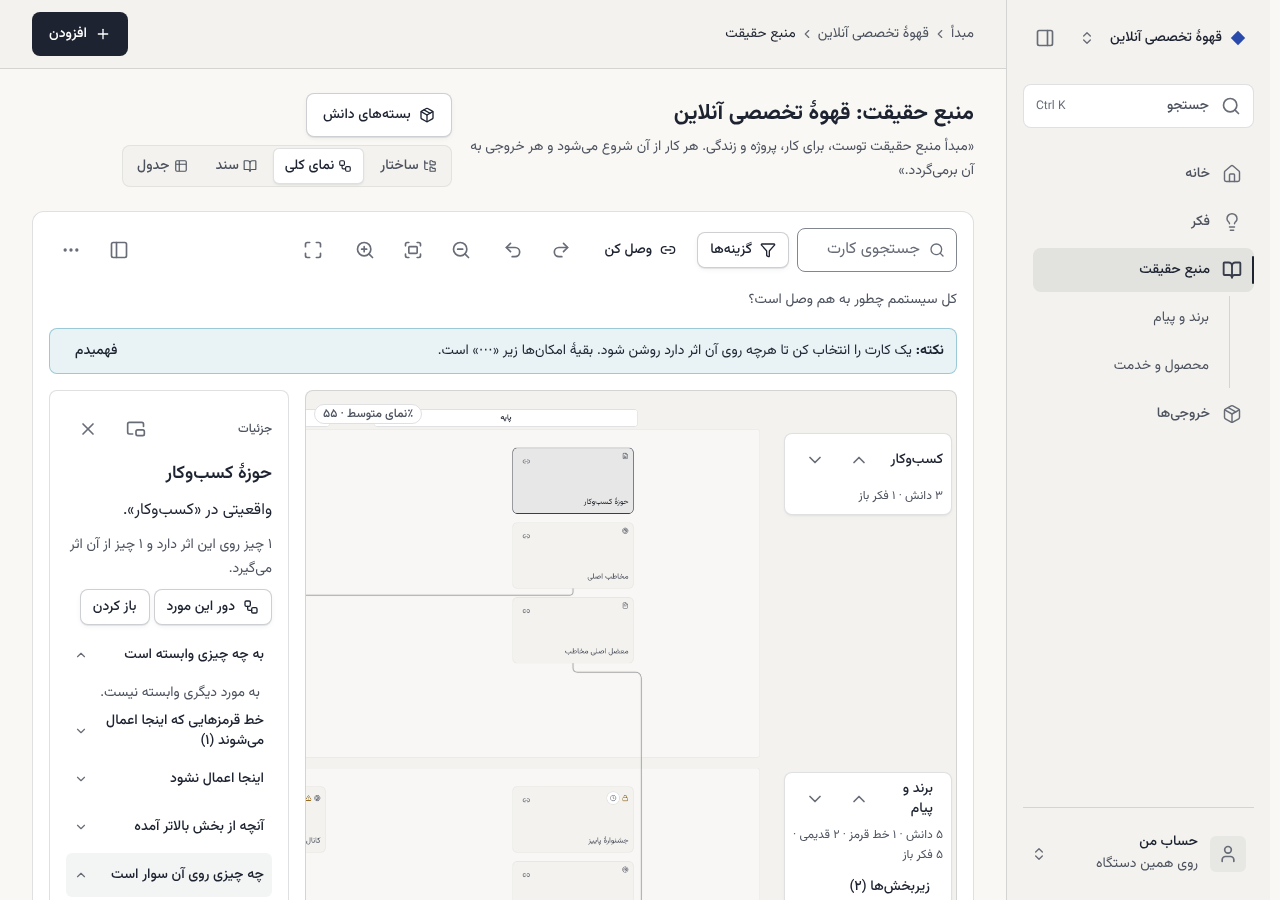 قهوهٔ تخصصی آنلاین
جستجو
Ctrl K
خانه
فکر
منبع حقیقت
برند و پیام
محصول و خدمت
خروجی‌ها
حساب من
روی همین دستگاه
مبدأ › قهوهٔ تخصصی آنلاین › منبع حقیقت
افزودن
منبع حقیقت: قهوهٔ تخصصی آنلاین
«مبدأ منبع حقیقت توست، برای کار، پروژه و زندگی. هر کار از آن شروع می‌شود و هر خروجی به
آن برمی‌گردد.»
بسته‌های دانش
ساختار
نمای کلی
سند
جدول
جستجوی کارت
گزینه‌ها
وصل کن
کل سیستمم چطور به هم وصل است؟
نکته: یک کارت را انتخاب کن تا هرچه روی آن اثر دارد روشن شود. بقیهٔ امکان‌ها زیر «⋯» است.
فهمیدم
کسب‌وکار
۳ دانش · ۱ فکر باز
برند و
پیام
۵ دانش · ۱ خط قرمز · ۲ قدیمی ·
۵ فکر باز
زیربخش‌ها (۲)
پایه
٪نمای متوسط · ۵۵
حوزهٔ کسب‌وکار
مخاطب اصلی
معضل اصلی مخاطب
جشنوارهٔ پاییز
کانال
جزئیات
حوزهٔ کسب‌وکار
واقعیتی در «کسب‌وکار».
۱ چیز روی این اثر دارد و ۱ چیز از آن اثر
می‌گیرد.
دور این مورد
باز کردن
به چه چیزی وابسته است
به مورد دیگری وابسته نیست.
خط قرمزهایی که اینجا اعمال
می‌شوند (۱)
اینجا اعمال نشود
آنچه از بخش بالاتر آمده
چه چیزی روی آن سوار است